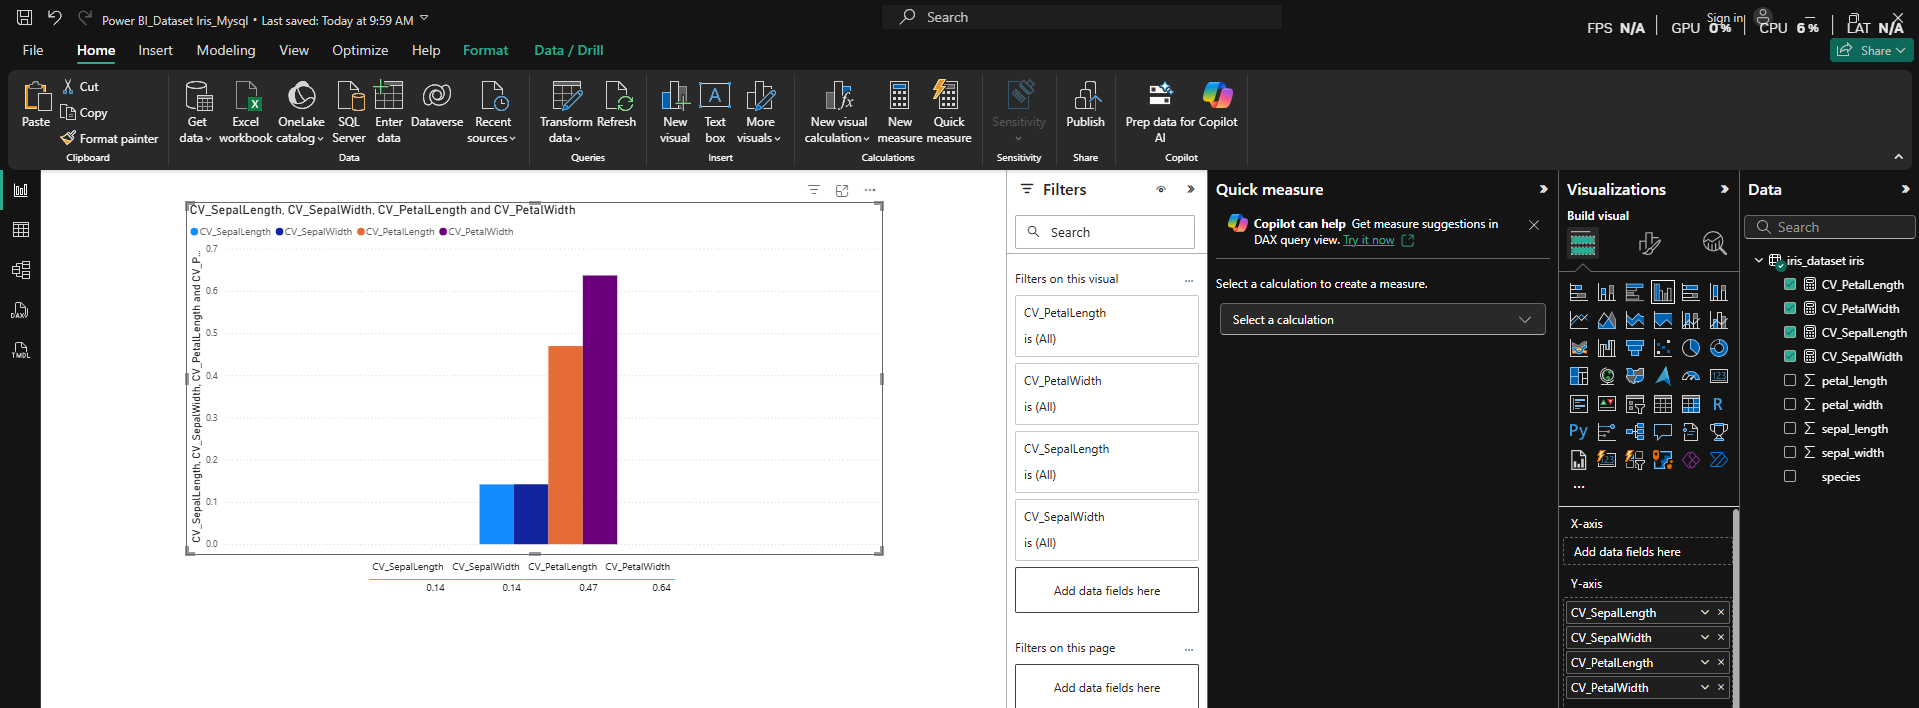 Power BI_Dataset Iris_Mysql • Last saved: Today at 9:59 AM
Search
Sign in
FPS N/A | GPU 0% | CPU 6% | LAT N/A
File Home Insert Modeling View Optimize Help Format Data / Drill
Share
Paste
Cut
Copy
Format painter
Clipboard
Get data
Excel workbook
OneLake catalog
SQL Server
Enter data
Dataverse
Recent sources
Data
Transform data
Refresh
Queries
New visual
Text box
More visuals
Insert
New visual calculation
New measure
Quick measure
Calculations
Sensitivity
Sensitivity
Publish
Share
Prep data for AI
Copilot
Copilot
DAX
TMDL
CV_SepalLength, CV_SepalWidth, CV_PetalLength and CV_PetalWidth
CV_SepalLength CV_SepalWidth CV_PetalLength CV_PetalWidth
CV_SepalLength, CV_SepalWidth, CV_PetalLength and CV_P...
0.7
0.6
0.5
0.4
0.3
0.2
0.1
0.0
CV_SepalLength CV_SepalWidth CV_PetalLength CV_PetalWidth
0.14 0.14 0.47 0.64
Filters
Search
Filters on this visual
CV_PetalLength
is (All)
CV_PetalWidth
is (All)
CV_SepalLength
is (All)
CV_SepalWidth
is (All)
Add data fields here
Filters on this page
Add data fields here
Quick measure
Copilot can help Get measure suggestions in
DAX query view. Try it now
Select a calculation to create a measure.
Select a calculation
Visualizations
Build visual
123
R
Py
123
X-axis
Add data fields here
Y-axis
CV_SepalLength
CV_SepalWidth
CV_PetalLength
CV_PetalWidth
Data
Search
iris_dataset iris
CV_PetalLength
CV_PetalWidth
CV_SepalLength
CV_SepalWidth
petal_length
petal_width
sepal_length
sepal_width
species